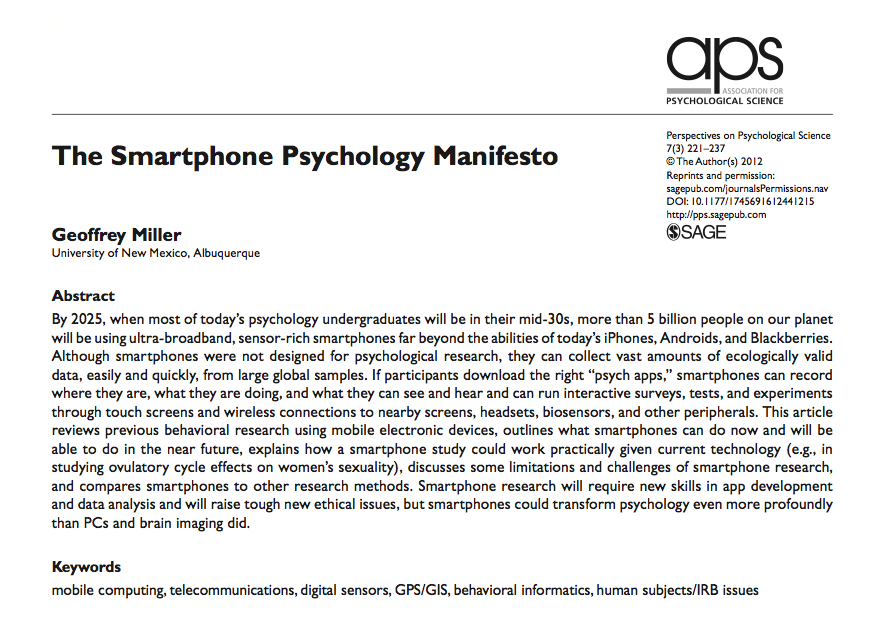 aps
ASSOCIATION FOR
PSYCHOLOGICAL SCIENCE
The Smartphone Psychology Manifesto
Perspectives on Psychological Science
7(3) 221–237
© The Author(s) 2012
Reprints and permission:
sagepub.com/journalsPermissions.nav
DOI: 10.1177/1745691612441215
http://pps.sagepub.com
SAGE
Geoffrey Miller
University of New Mexico, Albuquerque
Abstract
By 2025, when most of today’s psychology undergraduates will be in their mid-30s, more than 5 billion people on our planet
will be using ultra-broadband, sensor-rich smartphones far beyond the abilities of today’s iPhones, Androids, and Blackberries.
Although smartphones were not designed for psychological research, they can collect vast amounts of ecologically valid
data, easily and quickly, from large global samples. If participants download the right “psych apps,” smartphones can record
where they are, what they are doing, and what they can see and hear and can run interactive surveys, tests, and experiments
through touch screens and wireless connections to nearby screens, headsets, biosensors, and other peripherals. This article
reviews previous behavioral research using mobile electronic devices, outlines what smartphones can do now and will be
able to do in the near future, explains how a smartphone study could work practically given current technology (e.g., in
studying ovulatory cycle effects on women’s sexuality), discusses some limitations and challenges of smartphone research,
and compares smartphones to other research methods. Smartphone research will require new skills in app development
and data analysis and will raise tough new ethical issues, but smartphones could transform psychology even more profoundly
than PCs and brain imaging did.
Keywords
mobile computing, telecommunications, digital sensors, GPS/GIS, behavioral informatics, human subjects/IRB issues